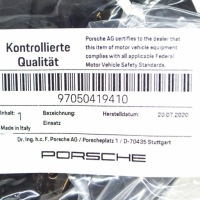 Kontrollierte
Qualität
Porsche AG certifies to the dealer that
this item of motor vehicle equipment
complies with all applicable Federal
Motor Vehicle Safety Standards.
97050419410
Inhalt: Bezeichnung: Herstelldatum:
1 Einsatz 20.07.2020
Made in Italy
Dr. Ing. h.c. F. Porsche AG / Porscheplatz 1 / D-70435 Stuttgart
PORSCHE